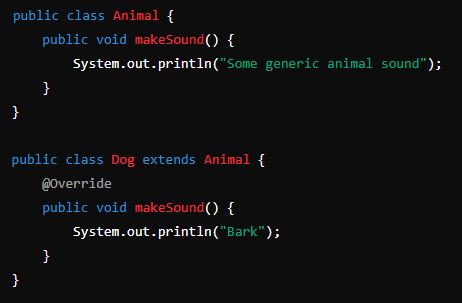 public class Animal {
    public void makeSound() {
        System.out.println("Some generic animal sound");
    }
}

public class Dog extends Animal {
    @Override
    public void makeSound() {
        System.out.println("Bark");
    }
}